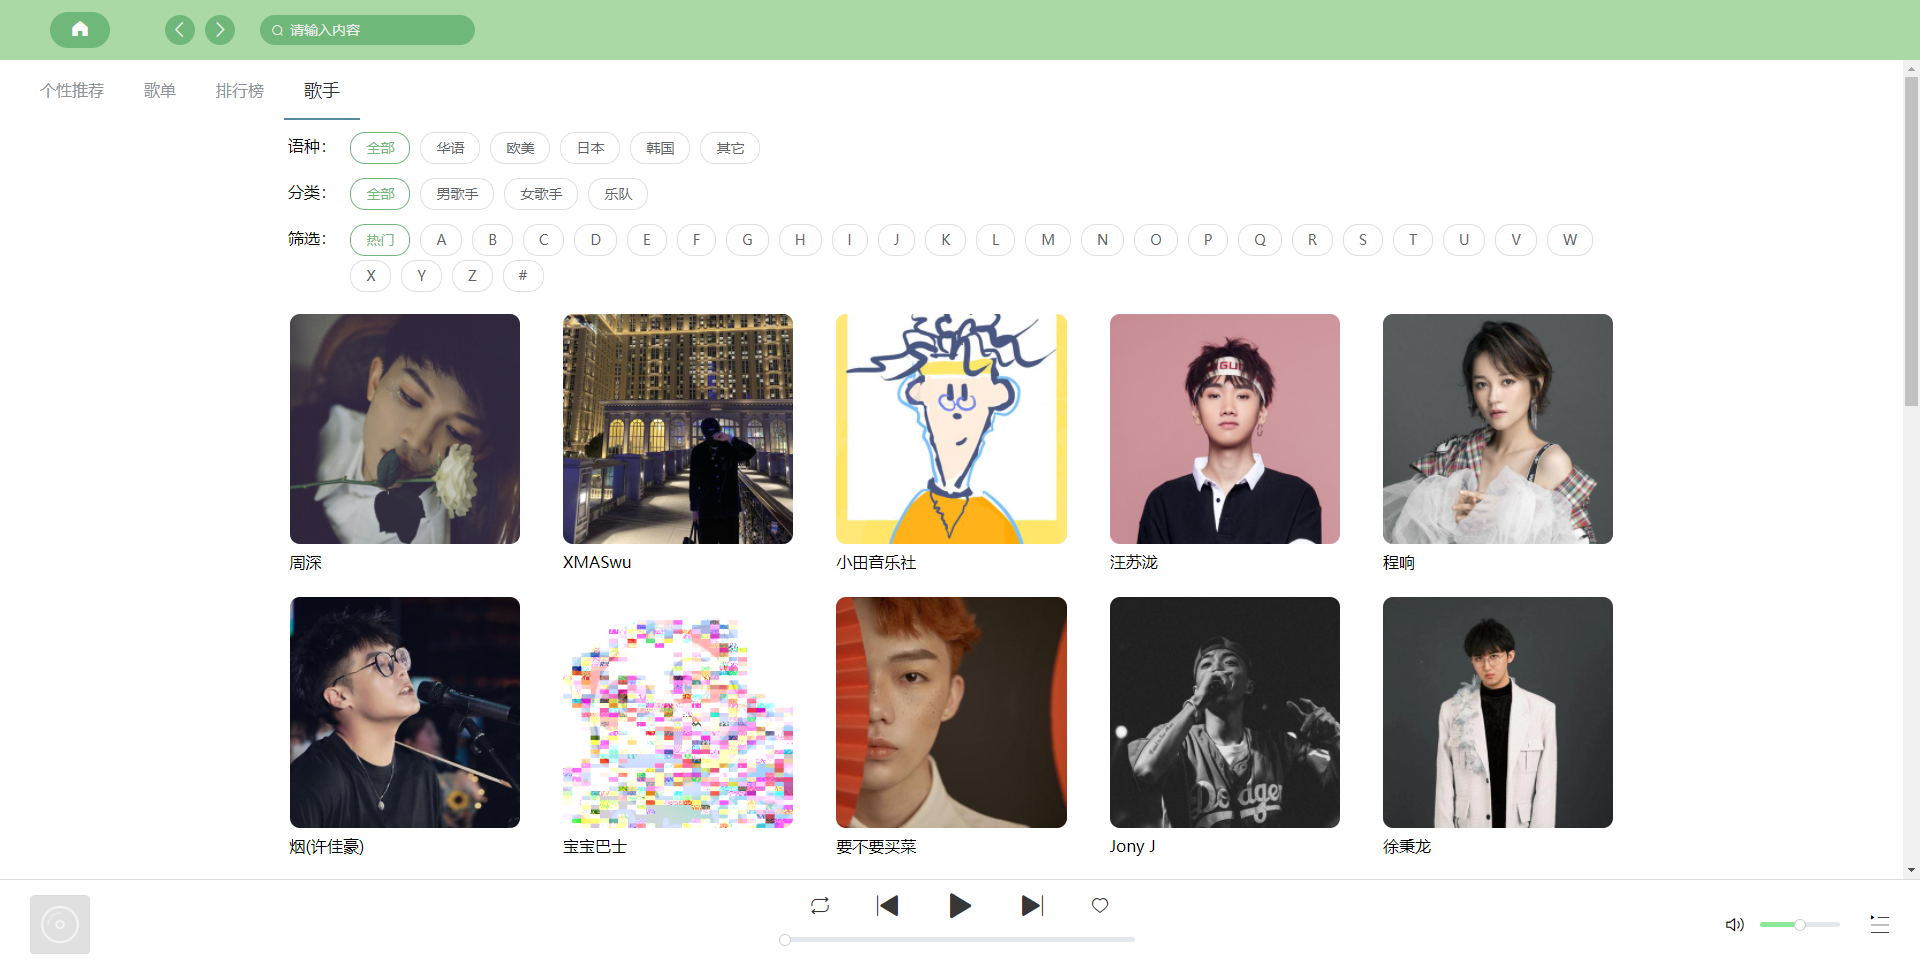 请输入内容
个性推荐 歌单 排行榜 歌手
语种： 全部 华语 欧美 日本 韩国 其它
分类： 全部 男歌手 女歌手 乐队
筛选： 热门 A B C D E F G H I J K L M N O P Q R S T U V W
X Y Z #
GUC
周深 XMASwu 小田音乐社 汪苏泷 程响
Dodgers
烟(许佳豪) 宝宝巴士 要不要买菜 Jony J 徐秉龙